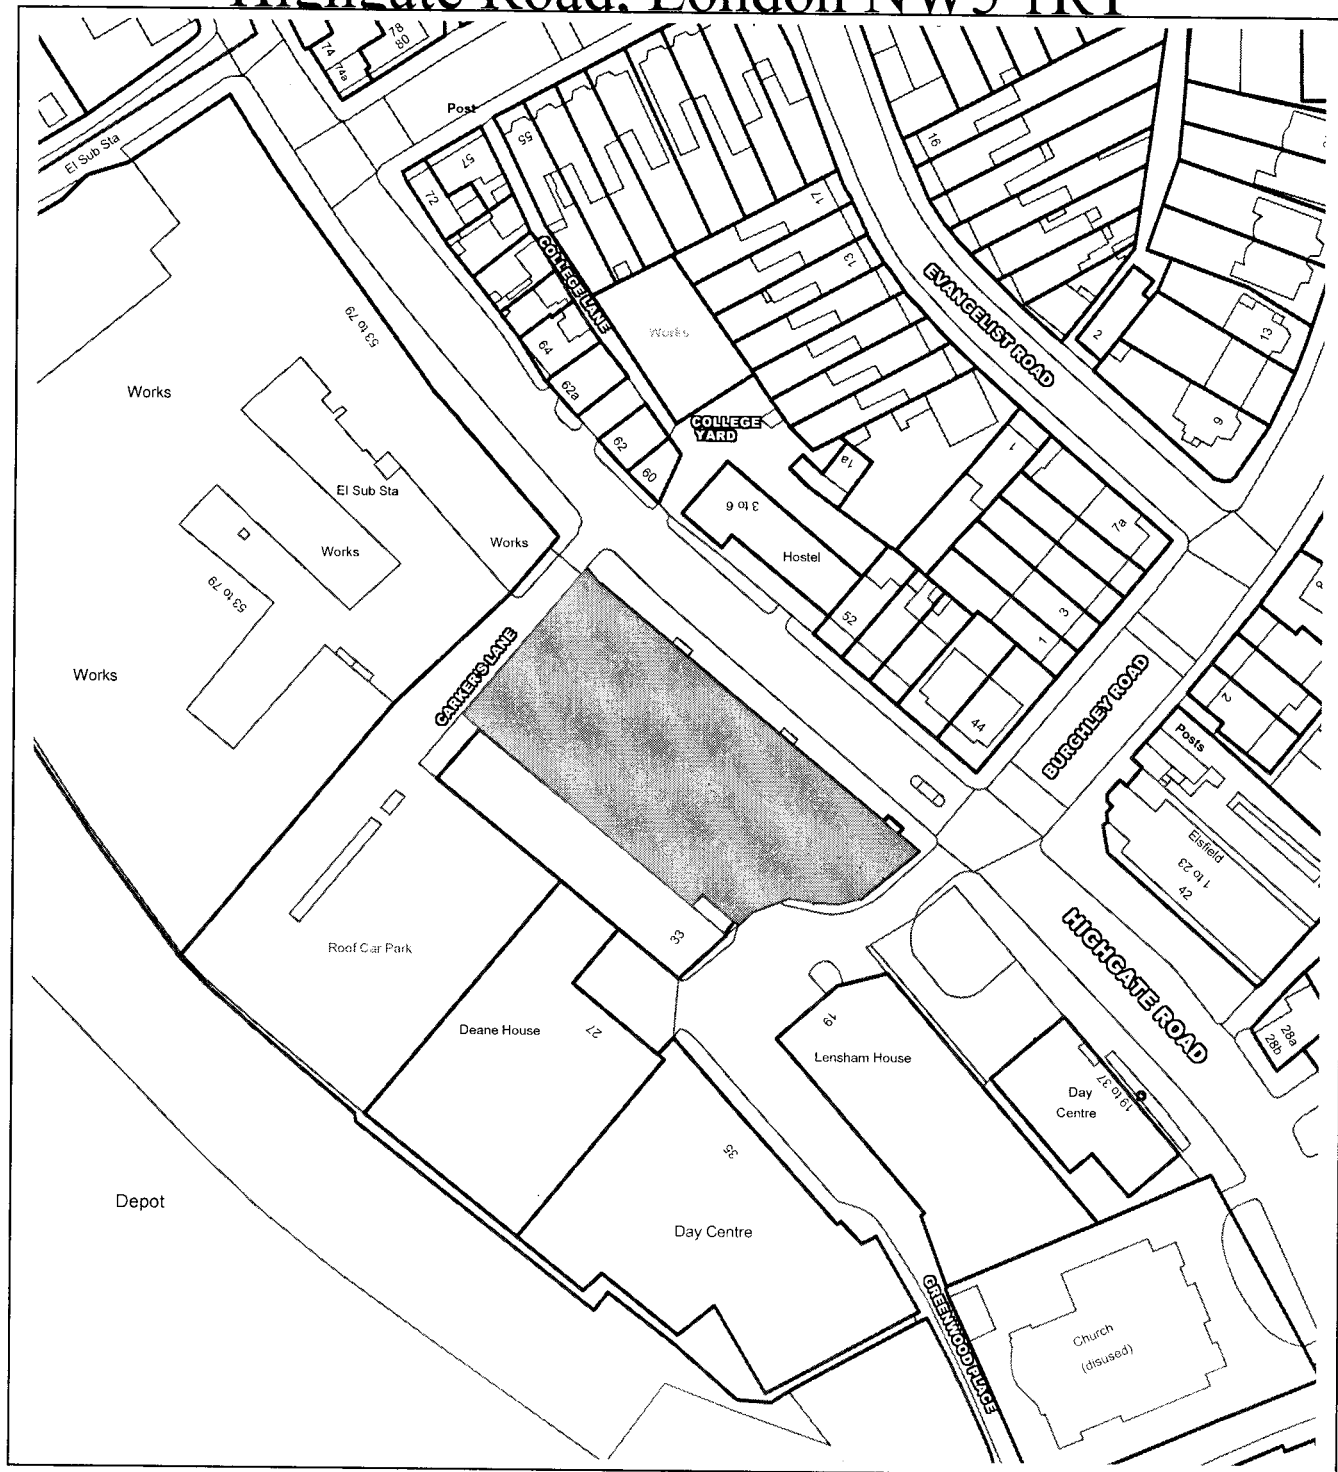 Highgate Road, London NW5 1RT
74
74a
78
80
El Sub Sta
Post
55
57
72
16
17
COLLEGE LANE
13
EVANGELIST ROAD
53 to 79
Works
64
2
13
Works
62a
9
COLLEGE
YARD
62
60
1a
1
El Sub Sta
3 to 6
7a
Works
Works
Hostel
53 to 79
52
3
1
CARKER'S LANE
Works
BURGHLEY ROAD
2
44
Posts
Elsfield
1 to 23
42
33
Roof Car Park
HIGHGATE ROAD
Deane House
27
19
Lensham House
28a
28b
19 to 37
Day
Centre
35
Depot
Day Centre
GREENWOOD PLACE
Church
(disused)